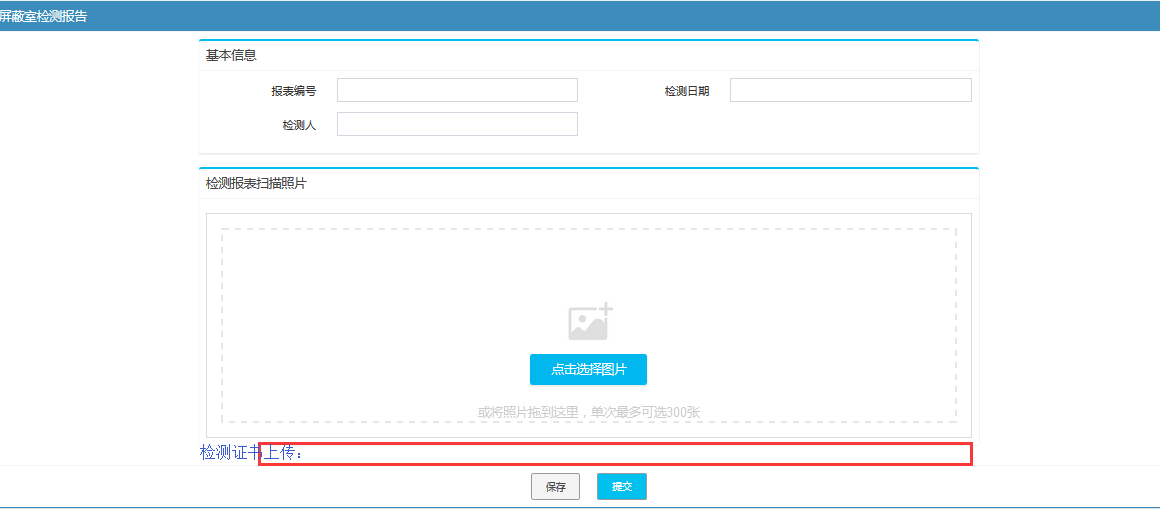 屏蔽室检测报告
基本信息
报表编号
检测日期
检测人
检测报表扫描照片
点击选择图片
或将照片拖到这里，单次最多可选300张
检测证书上传：
保存
提交